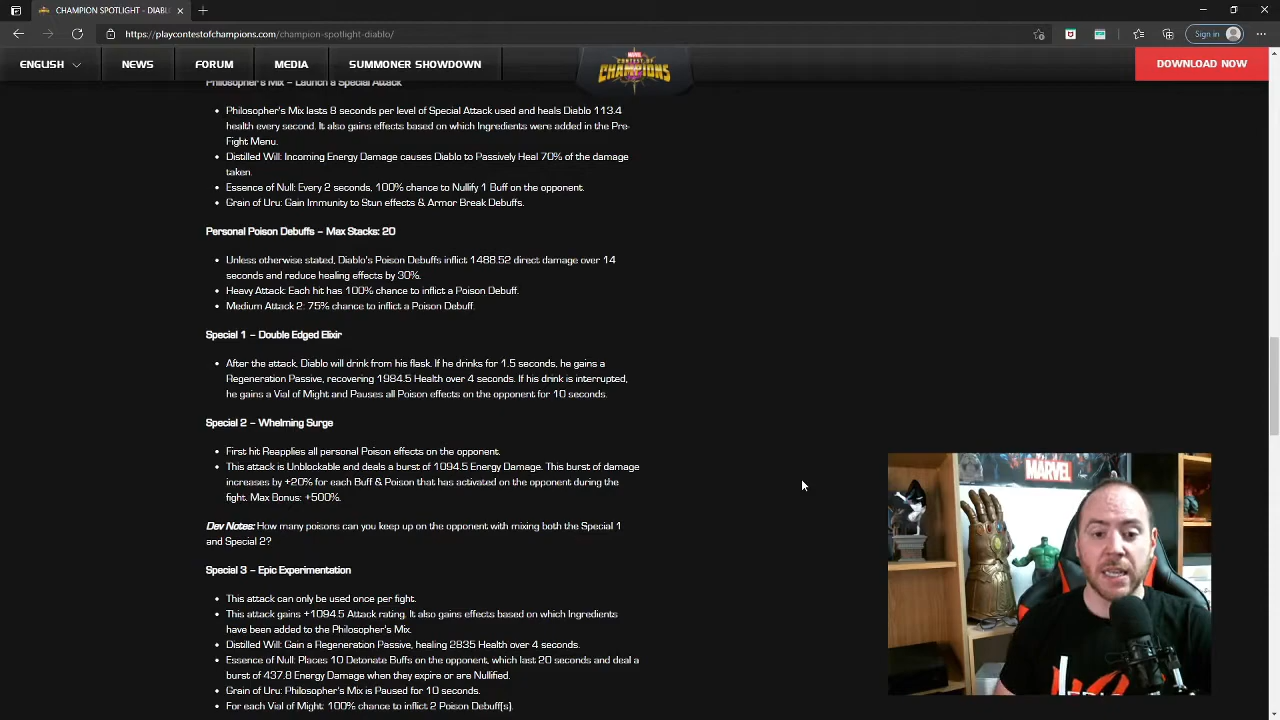 CHAMPION SPOTLIGHT - DIABL
https://playcontestofchampions.com/champion-spotlight-diablo/
Sign in
ENGLISH
NEWS
FORUM
MEDIA
SUMMONER SHOWDOWN
MARVEL
CONTEST OF
CHAMPIONS
DOWNLOAD NOW
Philosopher's Mix – Launch a Special Attack
• Philosopher's Mix lasts 8 seconds per level of Special Attack used and heals Diablo 113.4
health every second. It also gains effects based on which Ingredients were added in the Pre-
Fight Menu.
• Distilled Will: Incoming Energy Damage causes Diablo to Passively Heal 70% of the damage
taken.
• Essence of Null: Every 2 seconds, 100% chance to Nullify 1 Buff on the opponent.
• Grain of Uru: Gain Immunity to Stun effects & Armor Break Debuffs.
Personal Poison Debuffs – Max Stacks: 20
• Unless otherwise stated, Diablo's Poison Debuffs inflict 1488.52 direct damage over 14
seconds and reduce healing effects by 30%.
• Heavy Attack: Each hit has 100% chance to inflict a Poison Debuff.
• Medium Attack 2: 75% chance to inflict a Poison Debuff.
Special 1 – Double Edged Elixir
• After the attack, Diablo will drink from his flask. If he drinks for 1.5 seconds, he gains a
Regeneration Passive, recovering 1984.5 Health over 4 seconds. If his drink is interrupted,
he gains a Vial of Might and Pauses all Poison effects on the opponent for 10 seconds.
Special 2 – Whelming Surge
• First hit Reapplies all personal Poison effects on the opponent.
• This attack is Unblockable and deals a burst of 1094.5 Energy Damage. This burst of damage
increases by +20% for each Buff & Poison that has activated on the opponent during the
fight. Max Bonus: +500%.
Dev Notes: How many poisons can you keep up on the opponent with mixing both the Special 1
and Special 2?
Special 3 – Epic Experimentation
• This attack can only be used once per fight.
• This attack gains +1094.5 Attack rating. It also gains effects based on which Ingredients
have been added to the Philosopher's Mix.
• Distilled Will: Gain a Regeneration Passive, healing 2835 Health over 4 seconds.
• Essence of Null: Places 10 Detonate Buffs on the opponent, which last 20 seconds and deal a
burst of 437.8 Energy Damage when they expire or are Nullified.
• Grain of Uru: Philosopher's Mix is Paused for 10 seconds.
• For each Vial of Might: 100% chance to inflict 2 Poison Debuff(s).
MARVEL